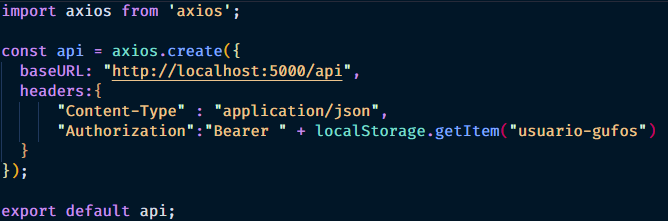 import axios from 'axios';
const api = axios.create({
baseURL: "http://localhost:5000/api",
headers:{
"Content-Type" : "application/json",
"Authorization":"Bearer " + localStorage.getItem("usuario-gufos")
}
});
export default api;